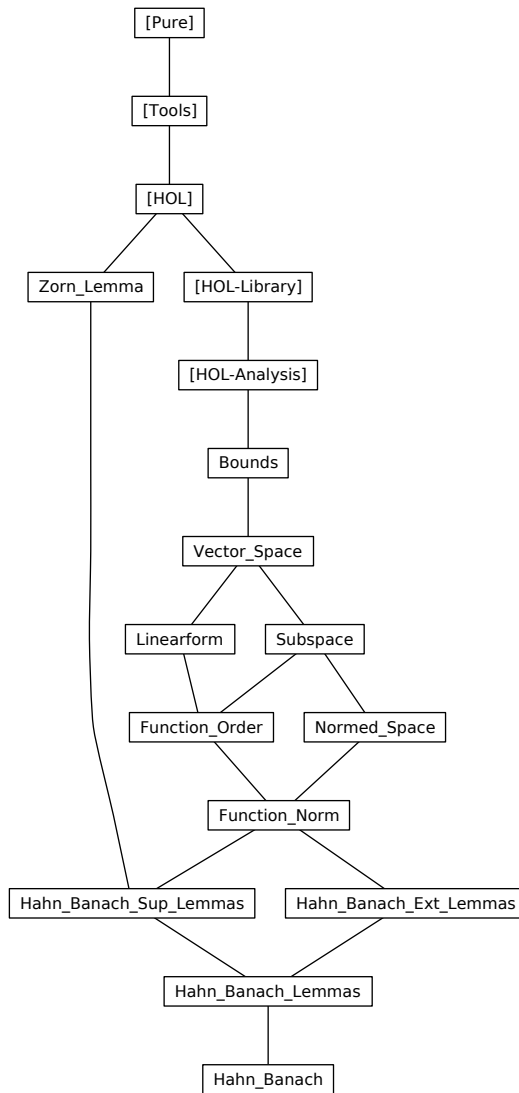 [Pure]
[Tools]
[HOL]
Zorn_Lemma
[HOL-Library]
[HOL-Analysis]
Bounds
Vector_Space
Linearform
Subspace
Function_Order
Normed_Space
Function_Norm
Hahn_Banach_Sup_Lemmas
Hahn_Banach_Ext_Lemmas
Hahn_Banach_Lemmas
Hahn_Banach